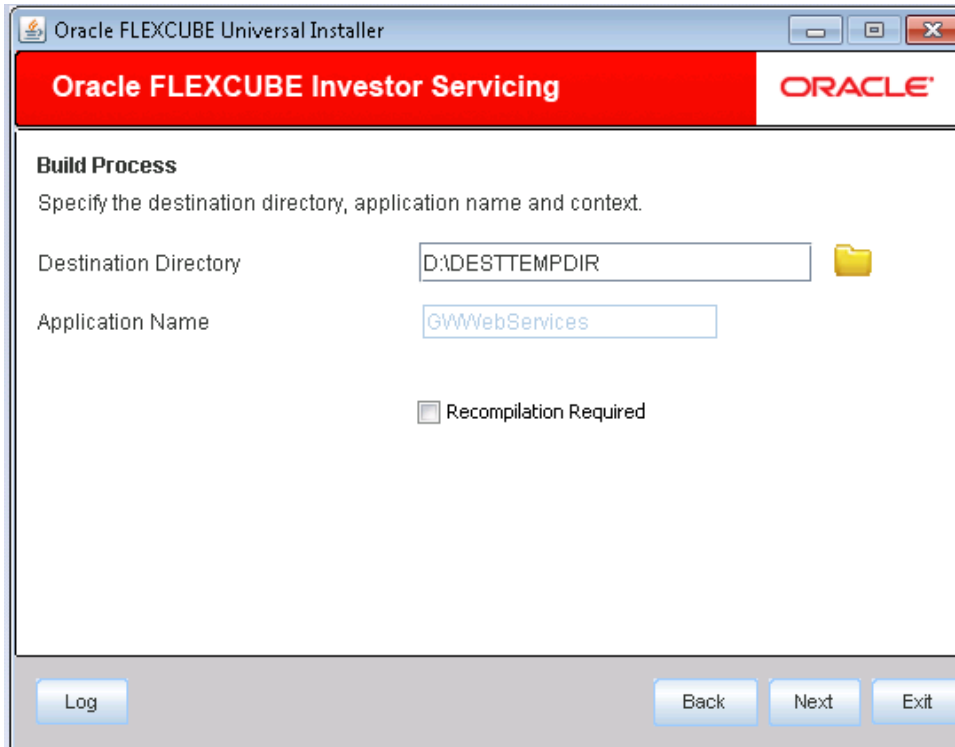 Oracle FLEXCUBE Universal Installer
Oracle FLEXCUBE Investor Servicing
ORACLE®
Build Process
Specify the destination directory, application name and context.
Destination Directory D:\DESTTEMPDIR
Application Name GWWebServices
Recompilation Required
Log Back Next Exit